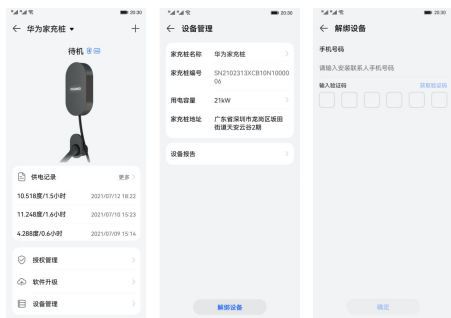 20:30
华为家充桩
待机
供电记录
更多
10.518度/1.5小时 2021/07/12 18:22
11.248度/1.6小时 2021/07/10 15:23
4.288度/0.6小时 2021/07/09 15:14
授权管理
软件升级
设备管理
20:30
设备管理
家充桩名称 华为家充桩
家充桩编号 SN2102313XCB10N10000
06
用电容量 21kW
家充桩地址 广东省深圳市龙岗区坂田
街道天安云谷2期
设备报告
解绑设备
20:30
解绑设备
手机号码
请输入安装联系人手机号码
输入验证码 获取验证码
确定